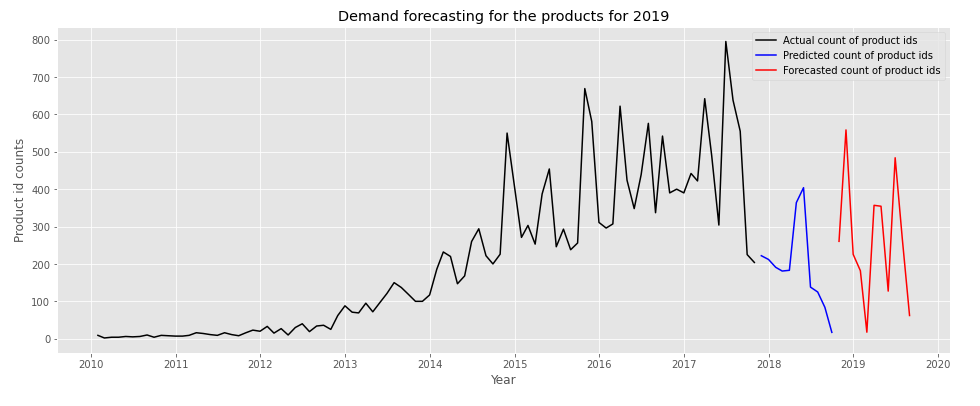 Demand forecasting for the products for 2019
Actual count of product ids
Predicted count of product ids
Forecasted count of product ids
Product id counts
800
700
600
500
400
300
200
100
0
2010 2011 2012 2013 2014 2015 2016 2017 2018 2019 2020
Year